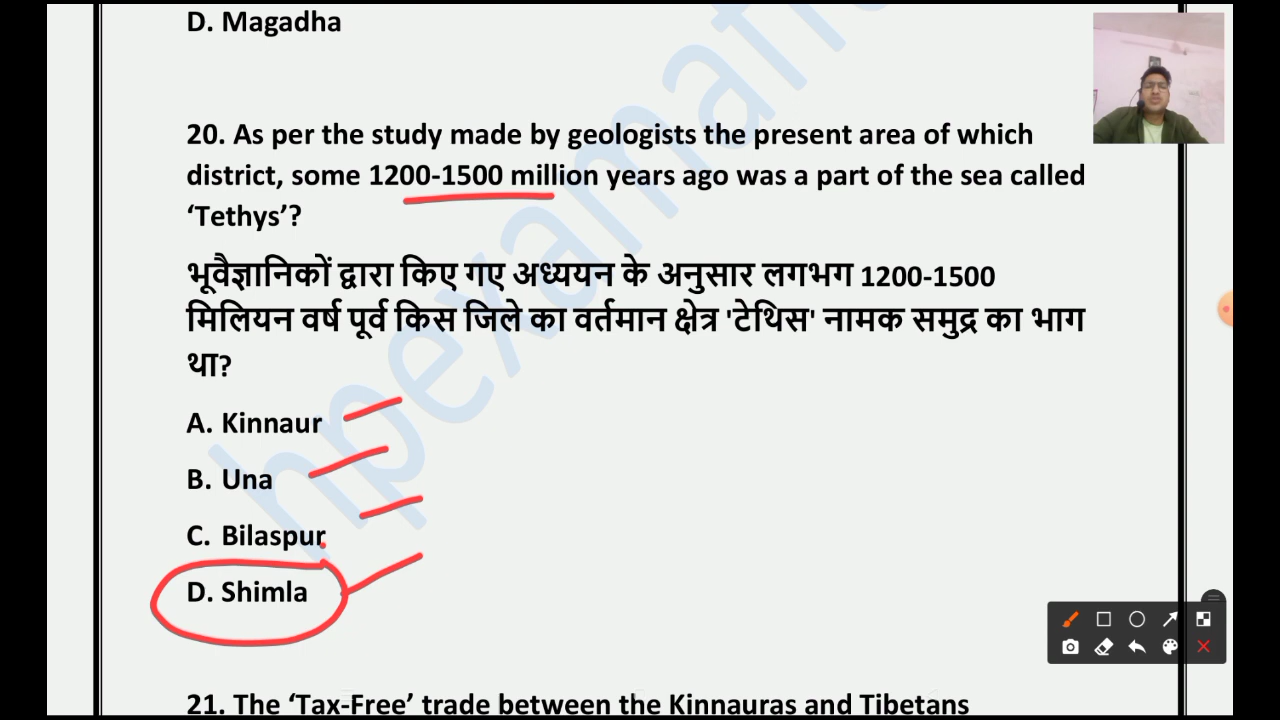 D. Magadha
20. As per the study made by geologists the present area of which
district, some 1200-1500 million years ago was a part of the sea called
‘Tethys’?
भूवैज्ञानिकों द्वारा किए गए अध्ययन के अनुसार लगभग 1200-1500
मिलियन वर्ष पूर्व किस जिले का वर्तमान क्षेत्र 'टेथिस' नामक समुद्र का भाग
था?
A. Kinnaur
B. Una
C. Bilaspur
D. Shimla
21. The ‘Tax-Free’ trade between the Kinnauras and Tibetans